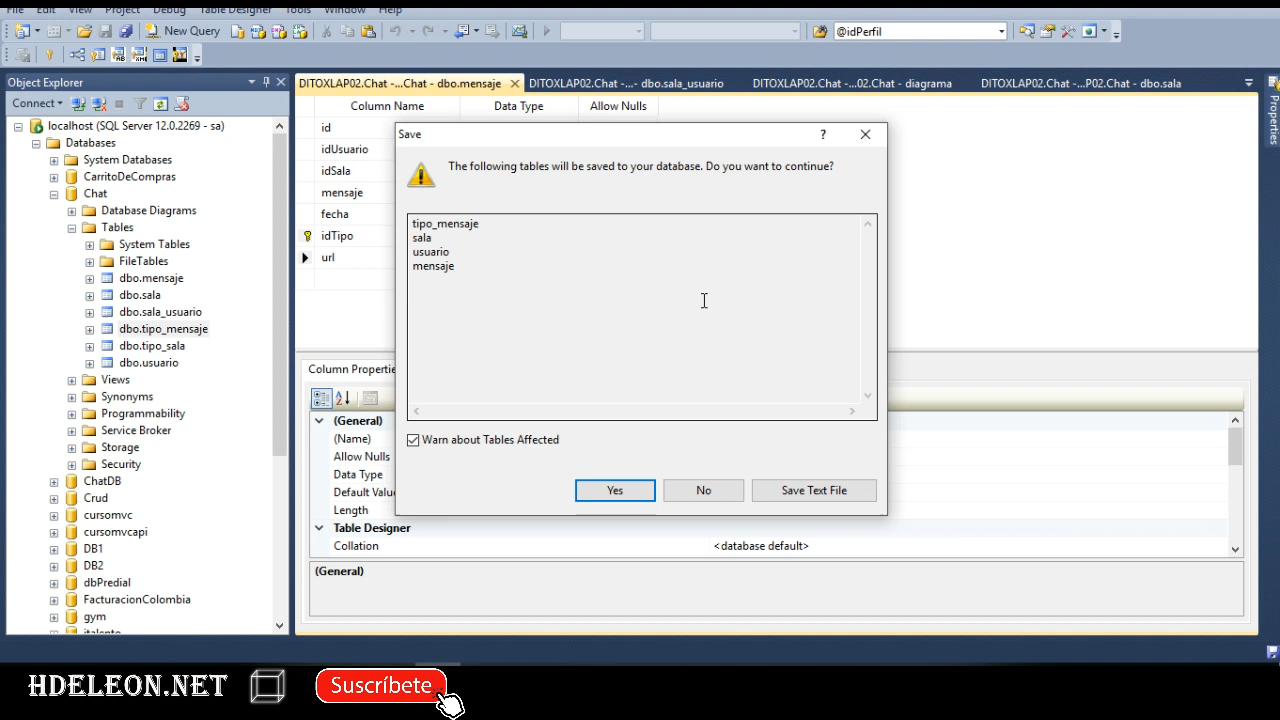 File Edit View Project Debug Table Designer Tools Window Help
New Query @idPerfil
Object Explorer
Connect
localhost (SQL Server 12.0.2269 - sa)
Databases
System Databases
CarritoDeCompras
Chat
Database Diagrams
Tables
System Tables
FileTables
dbo.mensaje
dbo.sala
dbo.sala_usuario
dbo.tipo_mensaje
dbo.tipo_sala
dbo.usuario
Views
Synonyms
Programmability
Service Broker
Storage
Security
ChatDB
Crud
cursomvc
cursomvcapi
DB1
DB2
dbPredial
FacturacionColombia
gym
italento
DITOXLAP02.Chat -...Chat - dbo.mensaje DITOXLAP02.Chat -...- dbo.sala_usuario DITOXLAP02.Chat -...02.Chat - diagrama DITOXLAP02.Chat -...P02.Chat - dbo.sala
Column Name Data Type Allow Nulls
id
idUsuario
idSala
mensaje
fecha
idTipo
url
Save ?
The following tables will be saved to your database. Do you want to continue?
tipo_mensaje
sala
usuario
mensaje
Warn about Tables Affected
Yes No Save Text File
Column Propertie
(General)
(Name)
Allow Nulls
Data Type
Default Value
Length
Table Designer
Collation <database default>
(General)
Properties
HDELEON.NET Suscríbete